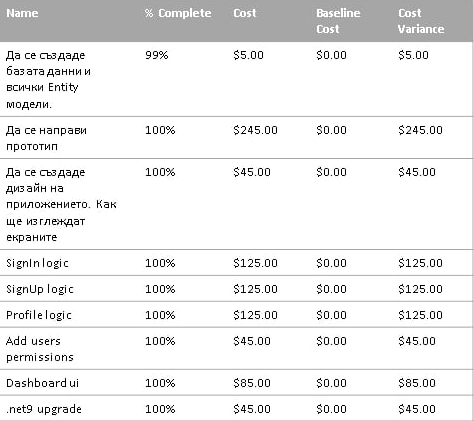 Name % Complete Cost Baseline Cost Cost Variance
Да се създаде 99% $5.00 $0.00 $5.00
базата данни и
всички Entity
модели.
Да се направи 100% $245.00 $0.00 $245.00
прототип
Да се създаде 100% $45.00 $0.00 $45.00
дизайн на
приложението. Как
ще изглеждат
екраните
SignIn logic 100% $125.00 $0.00 $125.00
SignUp logic 100% $125.00 $0.00 $125.00
Profile logic 100% $125.00 $0.00 $125.00
Add users 100% $45.00 $0.00 $45.00
permissions
Dashboard ui 100% $85.00 $0.00 $85.00
.net9 upgrade 100% $45.00 $0.00 $45.00